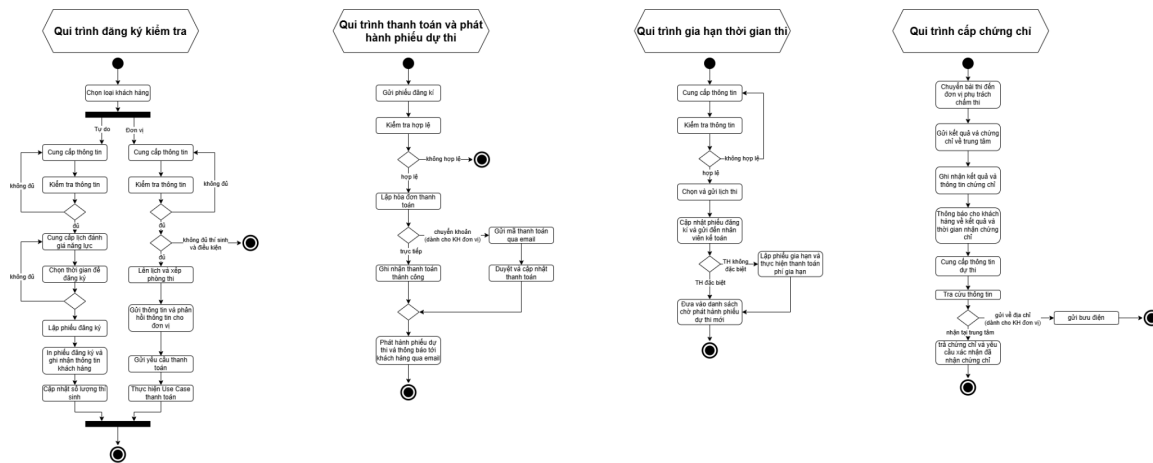 Qui trình đăng ký kiểm tra
Chọn loại khách hàng
Tự do
Đơn vị
Cung cấp thông tin
Cung cấp thông tin
không đủ
không đủ
Kiểm tra thông tin
Kiểm tra thông tin
đủ
đủ
Cung cấp lịch đánh
giá năng lực
không đủ thí sinh
và điều kiện
không đủ
đủ
Chọn thời gian để
đăng ký
Lên lịch và xếp
phòng thi
Lập phiếu đăng ký
Gửi thông tin và phản
hồi thông tin cho
đơn vị
In phiếu đăng ký và
ghi nhận thông tin
khách hàng
Gửi yêu cầu thanh
toán
Cập nhật số lượng thí
sinh
Thực hiện Use Case
thanh toán
Qui trình thanh toán và phát
hành phiếu dự thi
Gửi phiếu đăng kí
Kiểm tra hợp lệ
không hợp lệ
hợp lệ
Lập hóa đơn thanh
toán
chuyển khoản
(dành cho KH đơn vị)
Gửi mã thanh toán
qua email
trực tiếp
Ghi nhận thanh toán
thành công
Duyệt và cập nhật
thanh toán
Phát hành phiếu dự
thi và thông báo tới
khách hàng qua email
Qui trình gia hạn thời gian thi
Cung cấp thông tin
Kiểm tra thông tin
không hợp lệ
hợp lệ
Chọn và gửi lịch thi
Cập nhật phiếu đăng
kí và gửi đến nhân
viên kế toán
TH không
đặc biệt
Lập phiếu gia hạn và
thực hiện thanh toán
phí gia hạn
TH đặc biệt
Đưa vào danh sách
chờ phát hành phiếu
dự thi mới
Qui trình cấp chứng chỉ
Chuyển bài thi đến
đơn vị phụ trách
chấm thi
Gửi kết quả và chứng
chỉ về trung tâm
Ghi nhận kết quả và
thông tin chứng chỉ
Thông báo cho khách
hàng về kết quả và
thời gian nhận chứng
chỉ
Cung cấp thông tin
dự thi
Tra cứu thông tin
gửi về địa chỉ
(dành cho KH đơn vị)
gửi bưu điện
nhận tại trung tâm
trả chứng chỉ và yêu
cầu xác nhận đã
nhận chứng chỉ